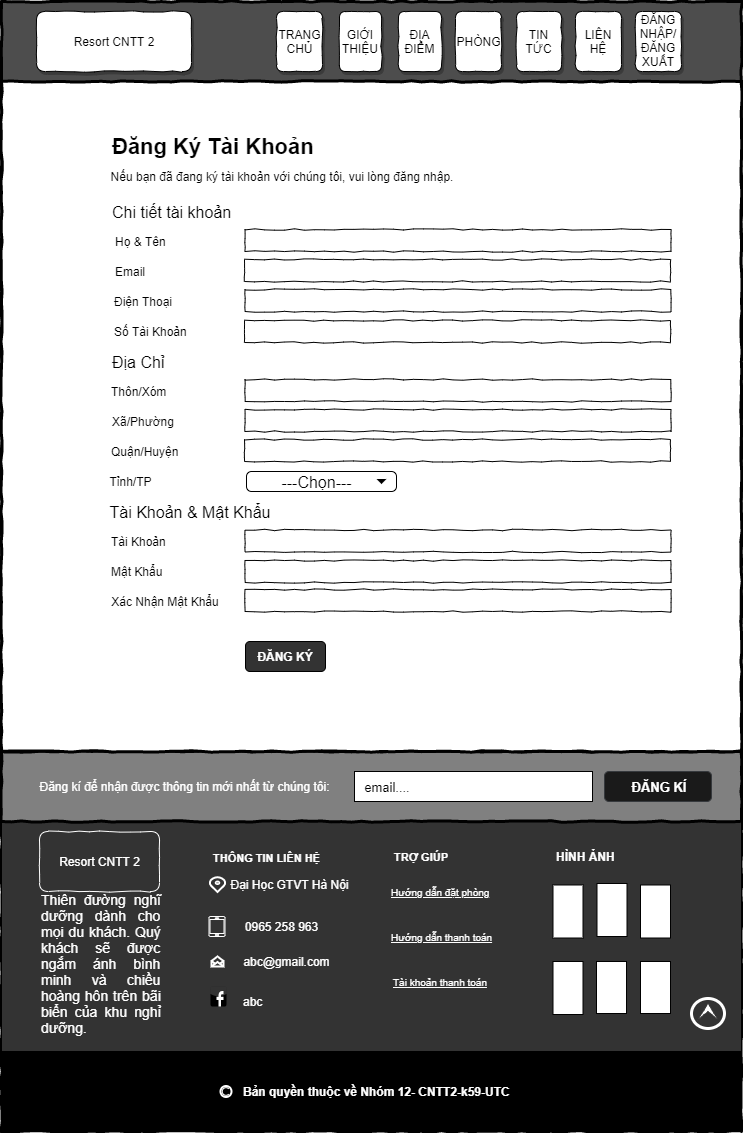 Resort CNTT 2
TRANG
CHỦ
GIỚI
THIỆU
ĐỊA
ĐIỂM
PHÒNG
TIN
TỨC
LIÊN
HỆ
ĐĂNG
NHẬP/
ĐĂNG
XUẤT
Đăng Ký Tài Khoản
Nếu bạn đã đang ký tài khoản với chúng tôi, vui lòng đăng nhập.
Chi tiết tài khoản
Họ & Tên
Email
Điện Thoại
Số Tài Khoản
Địa Chỉ
Thôn/Xóm
Xã/Phường
Quận/Huyện
Tỉnh/TP
---Chọn---
Tài Khoản & Mật Khẩu
Tài Khoản
Mật Khẩu
Xác Nhận Mật Khẩu
ĐĂNG KÝ
Đăng kí để nhận được thông tin mới nhất từ chúng tôi:
email....
ĐĂNG KÍ
Resort CNTT 2
Thiên đường nghĩ
dưỡng dành cho
mọi du khách. Quý
khách sẽ được
ngắm ánh bình
minh và chiều
hoàng hôn trên bãi
biển của khu nghỉ
dưỡng.
THÔNG TIN LIÊN HỆ
Đại Học GTVT Hà Nội
0965 258 963
abc@gmail.com
abc
TRỢ GIÚP
Hướng dẫn đặt phòng
Hướng dẫn thanh toán
Tài khoản thanh toán
HÌNH ẢNH
© Bản quyền thuộc về Nhóm 12- CNTT2-k59-UTC